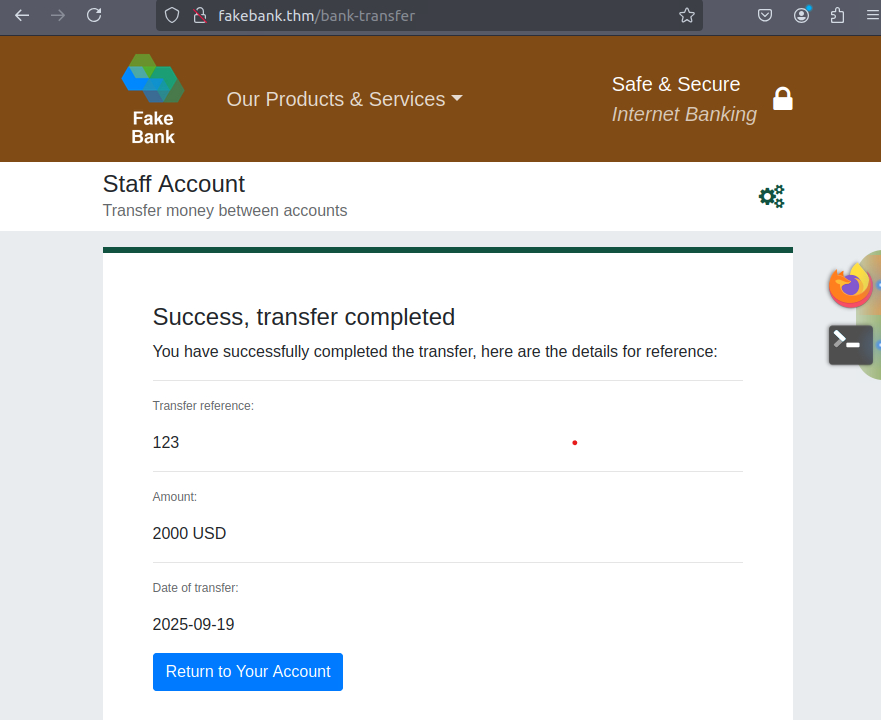 fakebank.thm/bank-transfer
Fake
Bank
Our Products & Services
Safe & Secure
Internet Banking
Staff Account
Transfer money between accounts
Success, transfer completed
You have successfully completed the transfer, here are the details for reference:
Transfer reference:
123
Amount:
2000 USD
Date of transfer:
2025-09-19
Return to Your Account